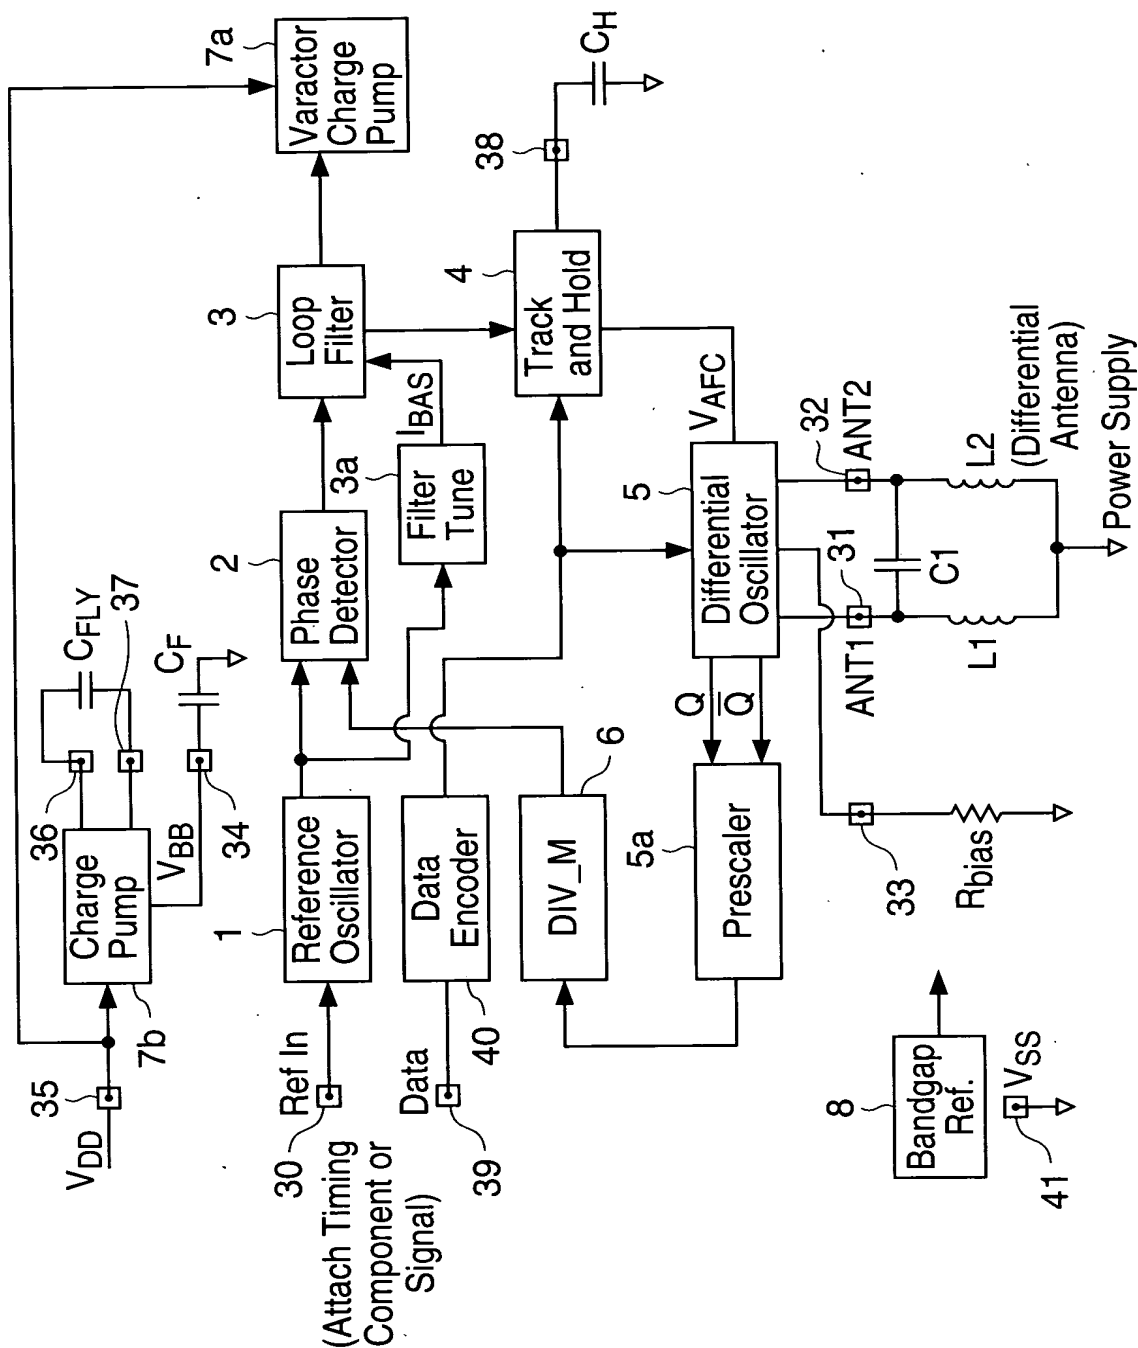 VDD
35
7b
Charge
Pump
36
CFLY
37
VBB
34
CF
7a
Varactor
Charge
Pump
30
Ref In
(Attach Timing
Component or
Signal)
1
Reference
Oscillator
2
Phase
Detector
3
Loop
Filter
3a
Filter
Tune
IBAS
39
Data
40
Data
Encoder
4
Track
and Hold
38
CH
6
DIV_M
5a
Prescaler
Q
Q
5
Differential
Oscillator
VAFC
31
ANT1
32
ANT2
C1
L1
L2
(Differential
Antenna)
Power Supply
33
Rbias
8
Bandgap
Ref.
41
VSS